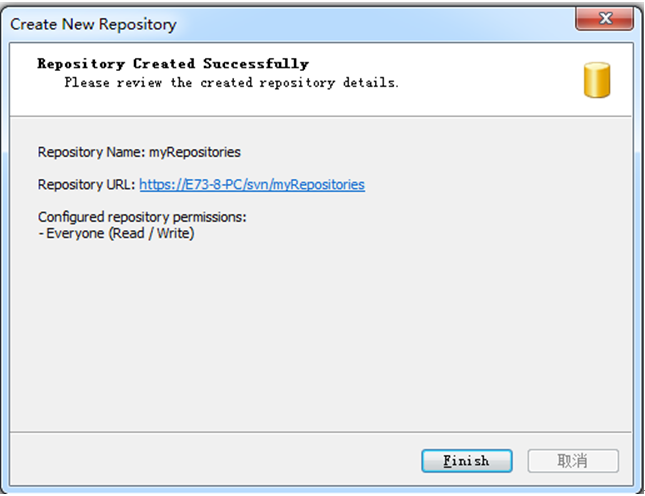 Create New Repository
Repository Created Successfully
Please review the created repository details.
Repository Name: myRepositories
Repository URL: https://E73-8-PC/svn/myRepositories
Configured repository permissions:
- Everyone (Read / Write)
Finish
取消